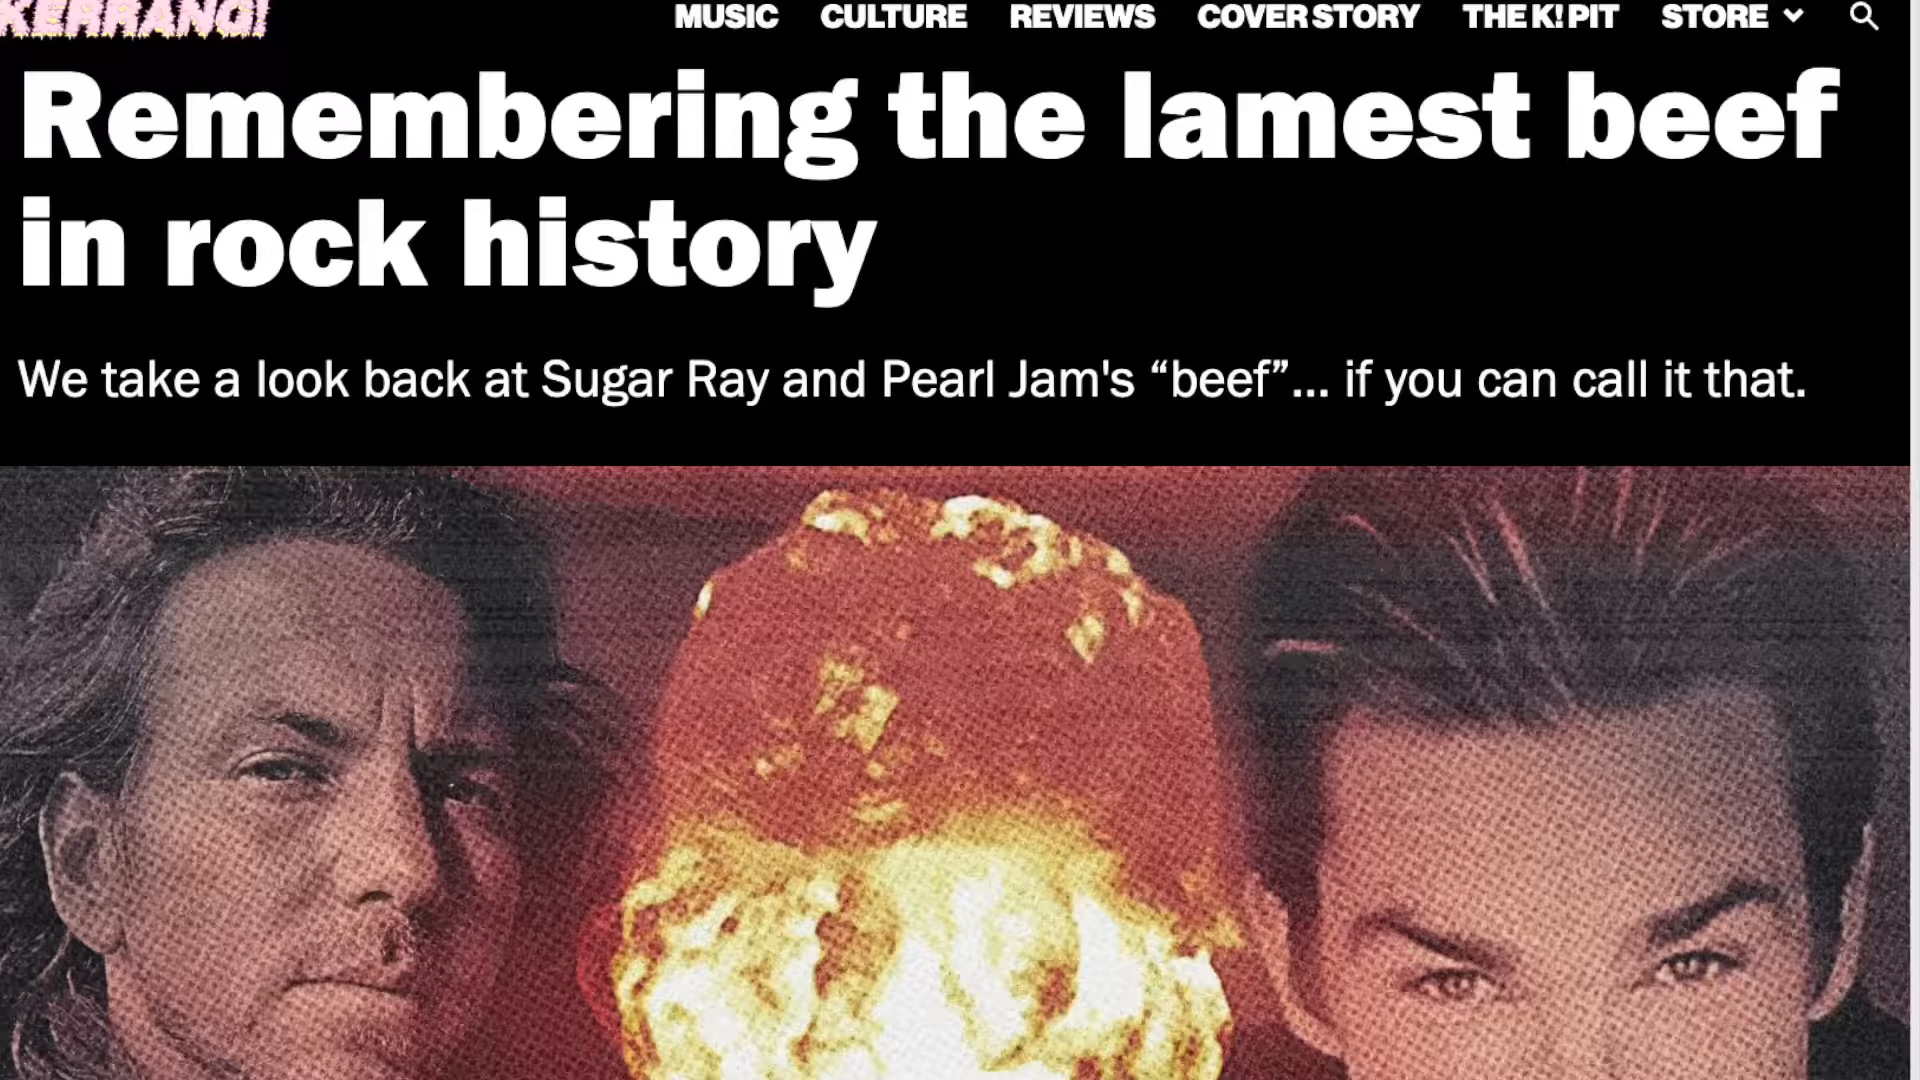 KERRANG!
MUSIC CULTURE REVIEWS COVER STORY THE K! PIT STORE
Remembering the lamest beef
in rock history
We take a look back at Sugar Ray and Pearl Jam's “beef”... if you can call it that.